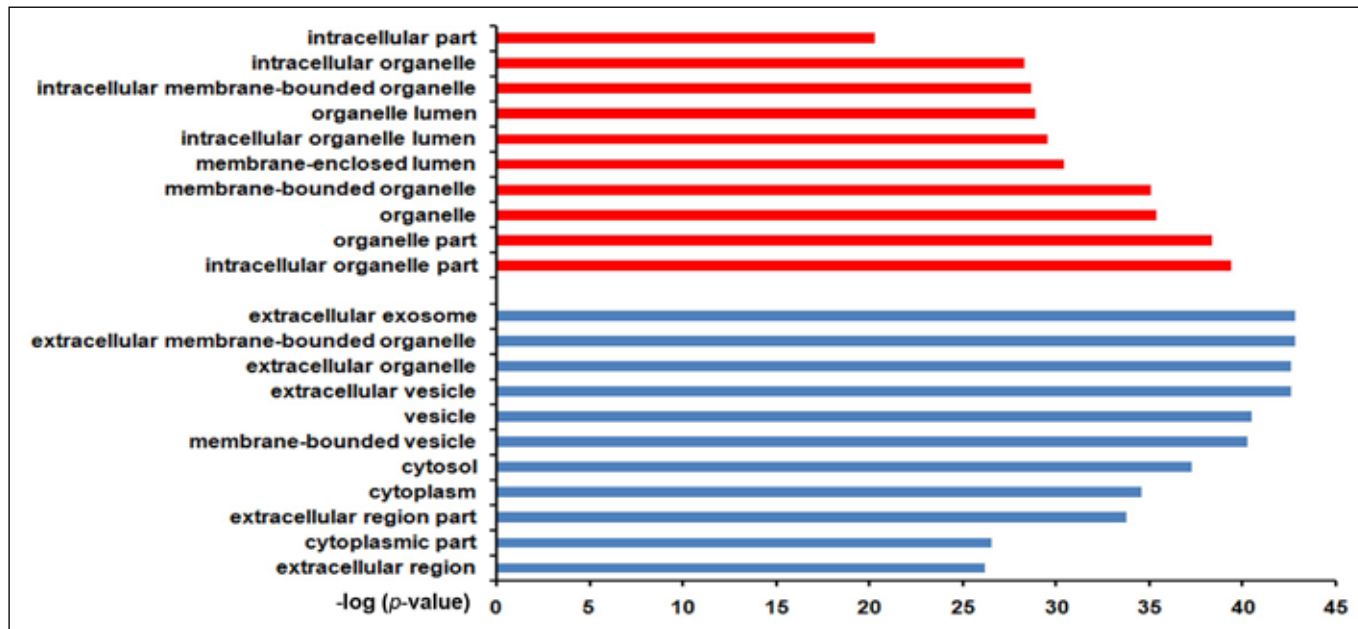 intracellular part
intracellular organelle
intracellular membrane-bounded organelle
organelle lumen
intracellular organelle lumen
membrane-enclosed lumen
membrane-bounded organelle
organelle
organelle part
intracellular organelle part
extracellular exosome
extracellular membrane-bounded organelle
extracellular organelle
extracellular vesicle
vesicle
membrane-bounded vesicle
cytosol
cytoplasm
extracellular region part
cytoplasmic part
extracellular region
-log (p-value) 0 5 10 15 20 25 30 35 40 45